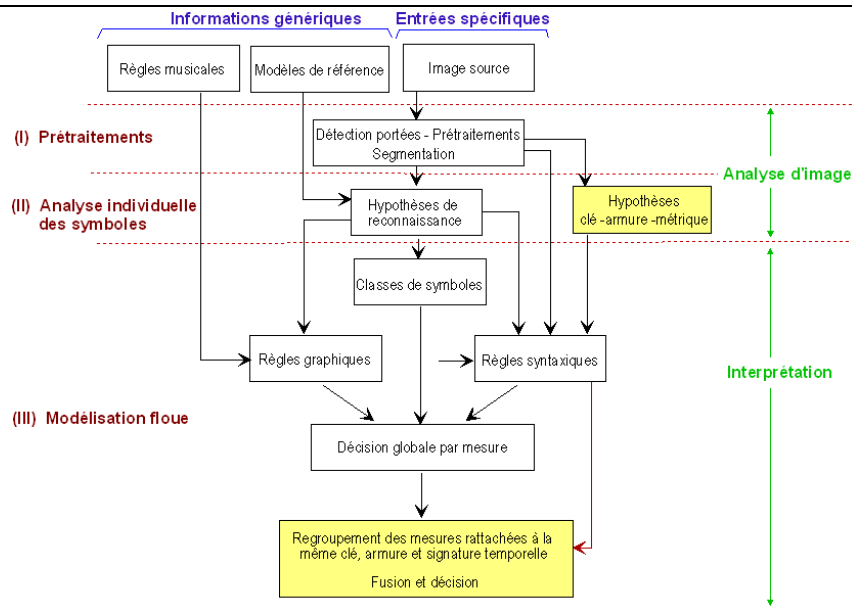 Informations génériques
Entrées spécifiques
Règles musicales
Modèles de référence
Image source
(I) Prétraitements
Détection portées - Prétraitements
Segmentation
Analyse d'image
(II) Analyse individuelle
des symboles
Hypothèses de
reconnaissance
Hypothèses
clé -armure -métrique
Classes de symboles
Règles graphiques
Règles syntaxiques
Interprétation
(III) Modélisation floue
Décision globale par mesure
Regroupement des mesures rattachées à la
même clé, armure et signature temporelle
Fusion et décision